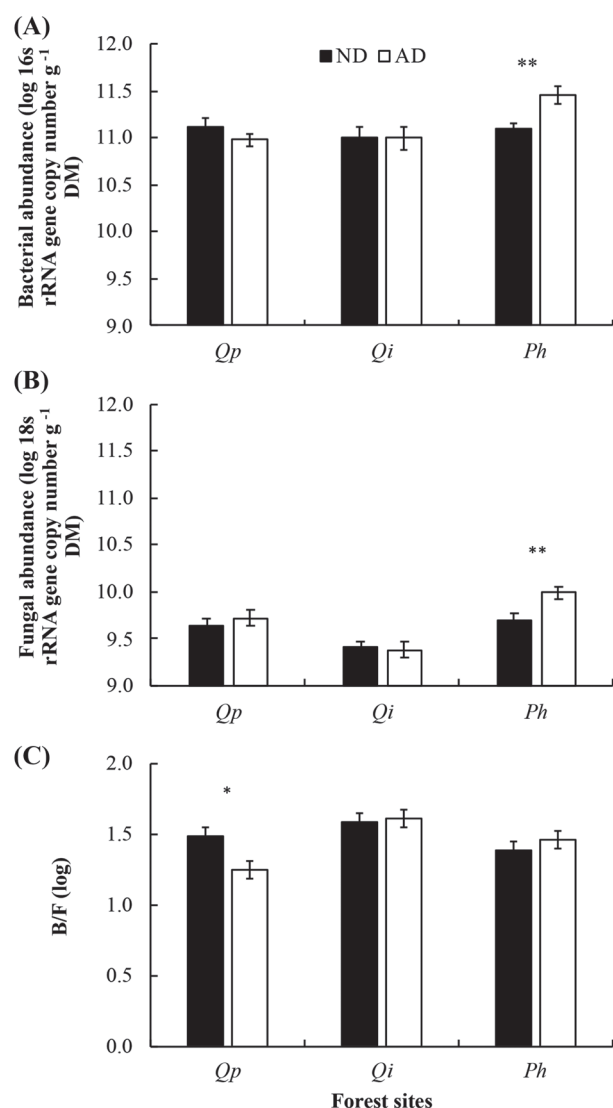 (A)
Bacterial abundance (log 16s
rRNA gene copy number g -1
DM)
12.0
11.5
11.0
10.5
10.0
9.5
9.0
ND AD
**
Qp Qi Ph
(B)
Fungal abundance (log 18s
rRNA gene copy number g -1
DM)
12.0
11.5
11.0
10.5
10.0
9.5
9.0
**
Qp Qi Ph
(C)
B/F (log)
2.0
1.5
1.0
0.5
0.0
*
Qp Qi Ph
Forest sites